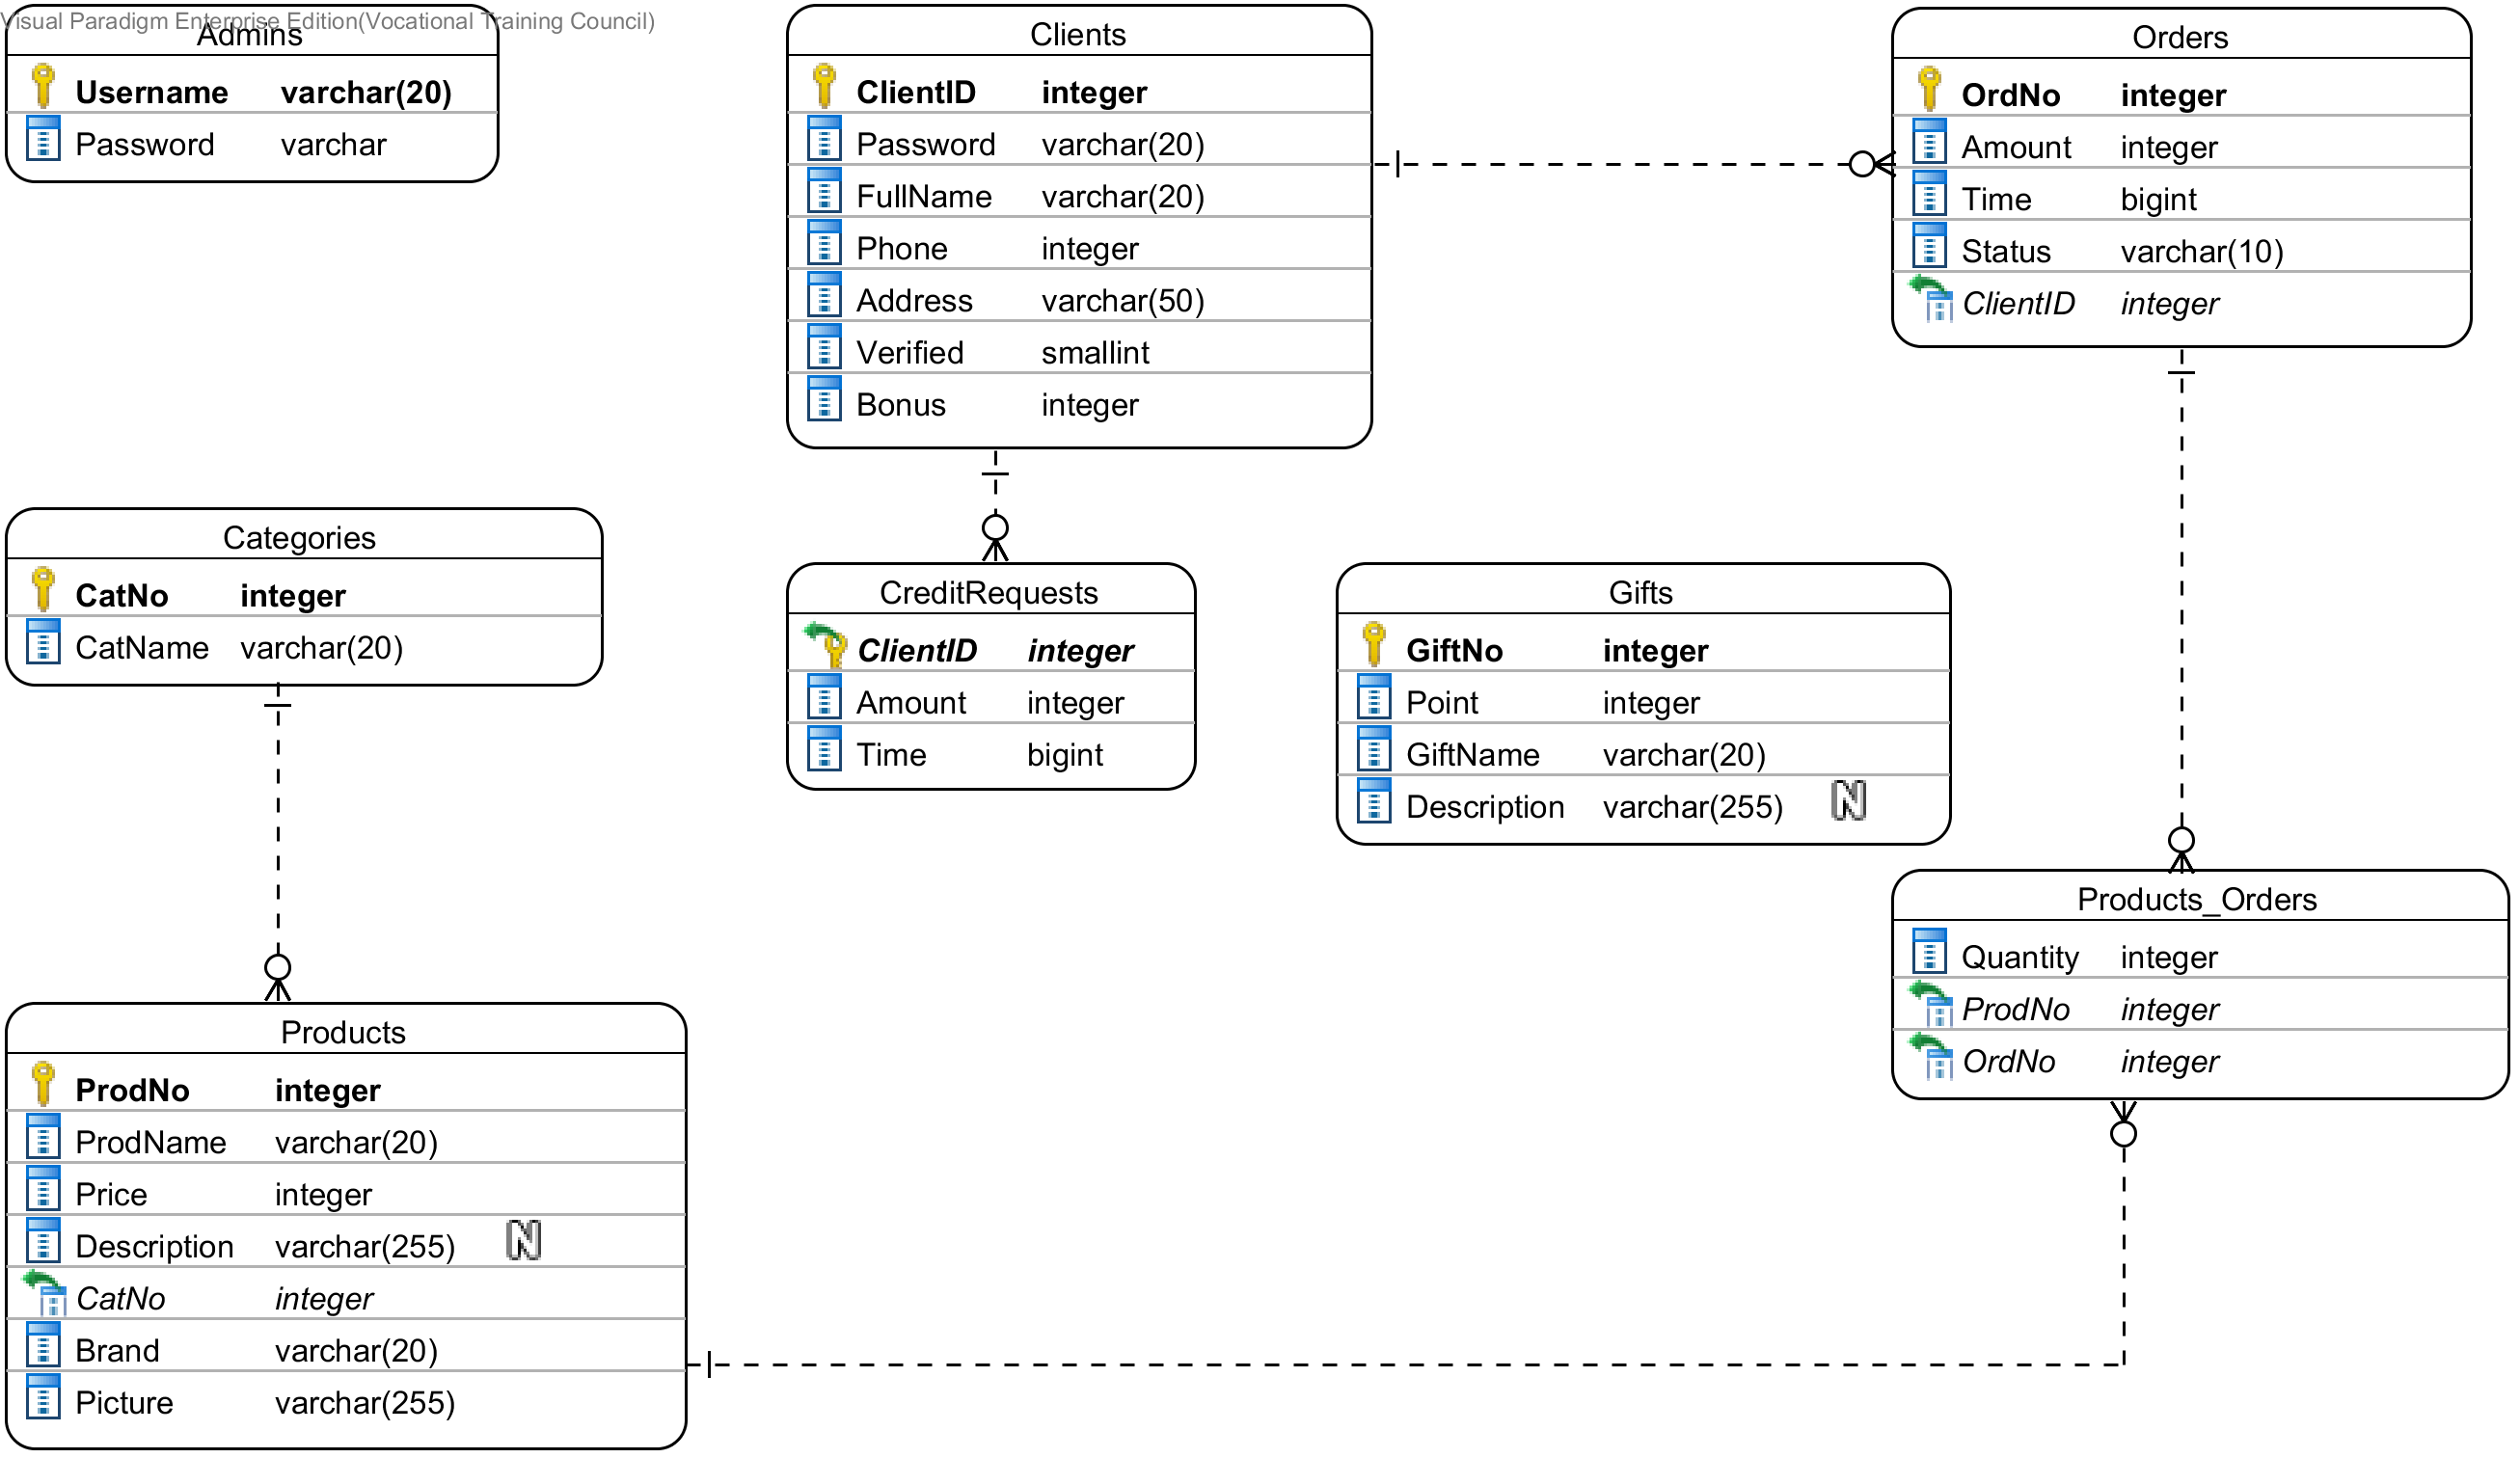 Visual Paradigm Enterprise Edition(Vocational Training Council)
Admins
Username varchar(20)
Password varchar
Clients
ClientID integer
Password varchar(20)
FullName varchar(20)
Phone integer
Address varchar(50)
Verified smallint
Bonus integer
Orders
OrdNo integer
Amount integer
Time bigint
Status varchar(10)
ClientID integer
Categories
CatNo integer
CatName varchar(20)
CreditRequests
ClientID integer
Amount integer
Time bigint
Gifts
GiftNo integer
Point integer
GiftName varchar(20)
Description varchar(255) N
Products_Orders
Quantity integer
ProdNo integer
OrdNo integer
Products
ProdNo integer
ProdName varchar(20)
Price integer
Description varchar(255) N
CatNo integer
Brand varchar(20)
Picture varchar(255)